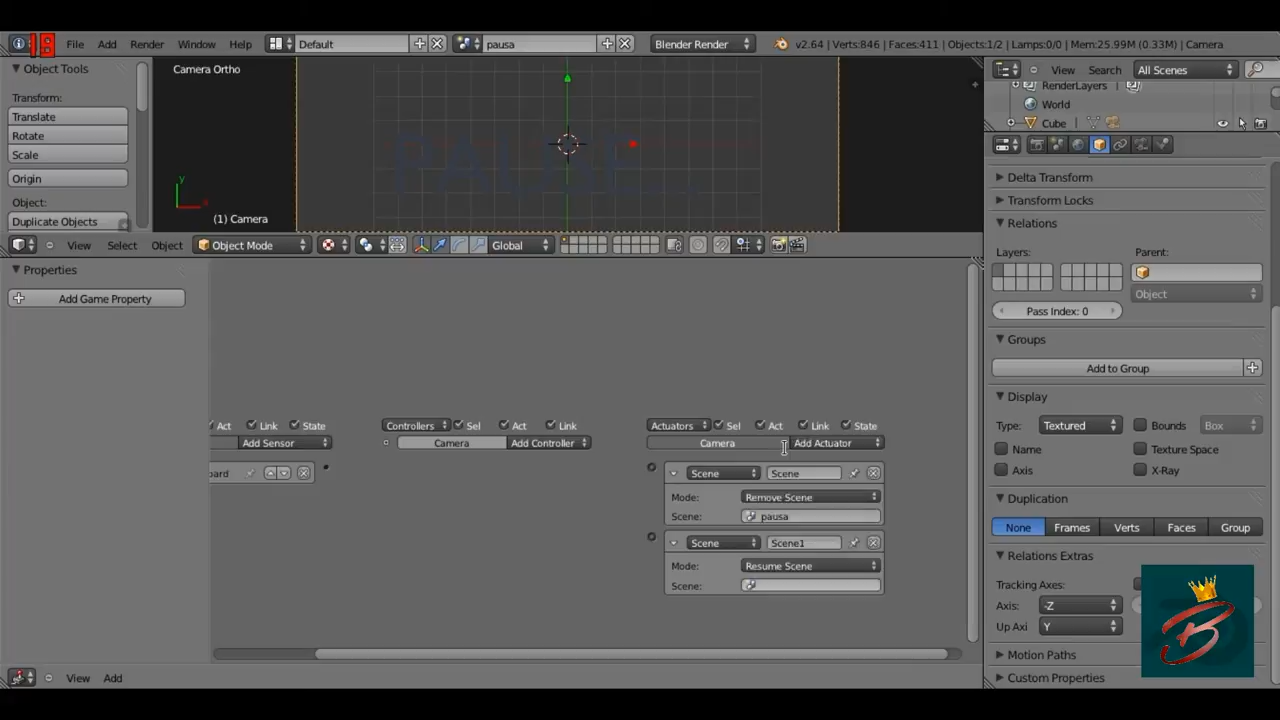 19 File Add Render Window Help Default pausa Blender Render v2.64 | Verts:846 | Faces:411 | Objects:1/2 | Lamps:0/0 | Mem:25.99M (0.33M) | Camera
Object Tools
Transform:
Translate
Rotate
Scale
Origin
Object:
Duplicate Objects
Camera Ortho
PAUSE...
y
x
(1) Camera
View Search All Scenes
RenderLayers
World
Cube
View Select Object Object Mode Global
Properties
Add Game Property
Act Link State
Add Sensor
oard
Controllers Sel Act Link
Camera Add Controller
Actuators Sel Act Link State
Camera Add Actuator
Scene Scene
Mode: Remove Scene
Scene: pausa
Scene Scene1
Mode: Resume Scene
Scene:
Delta Transform
Transform Locks
Relations
Layers: Parent:
Object
Pass Index: 0
Groups
Add to Group
Display
Type: Textured Bounds Box
Name Texture Space
Axis X-Ray
Duplication
None Frames Verts Faces Group
Relations Extras
Tracking Axes:
Axis: -Z
Up Axi Y
Motion Paths
Custom Properties
View Add
B